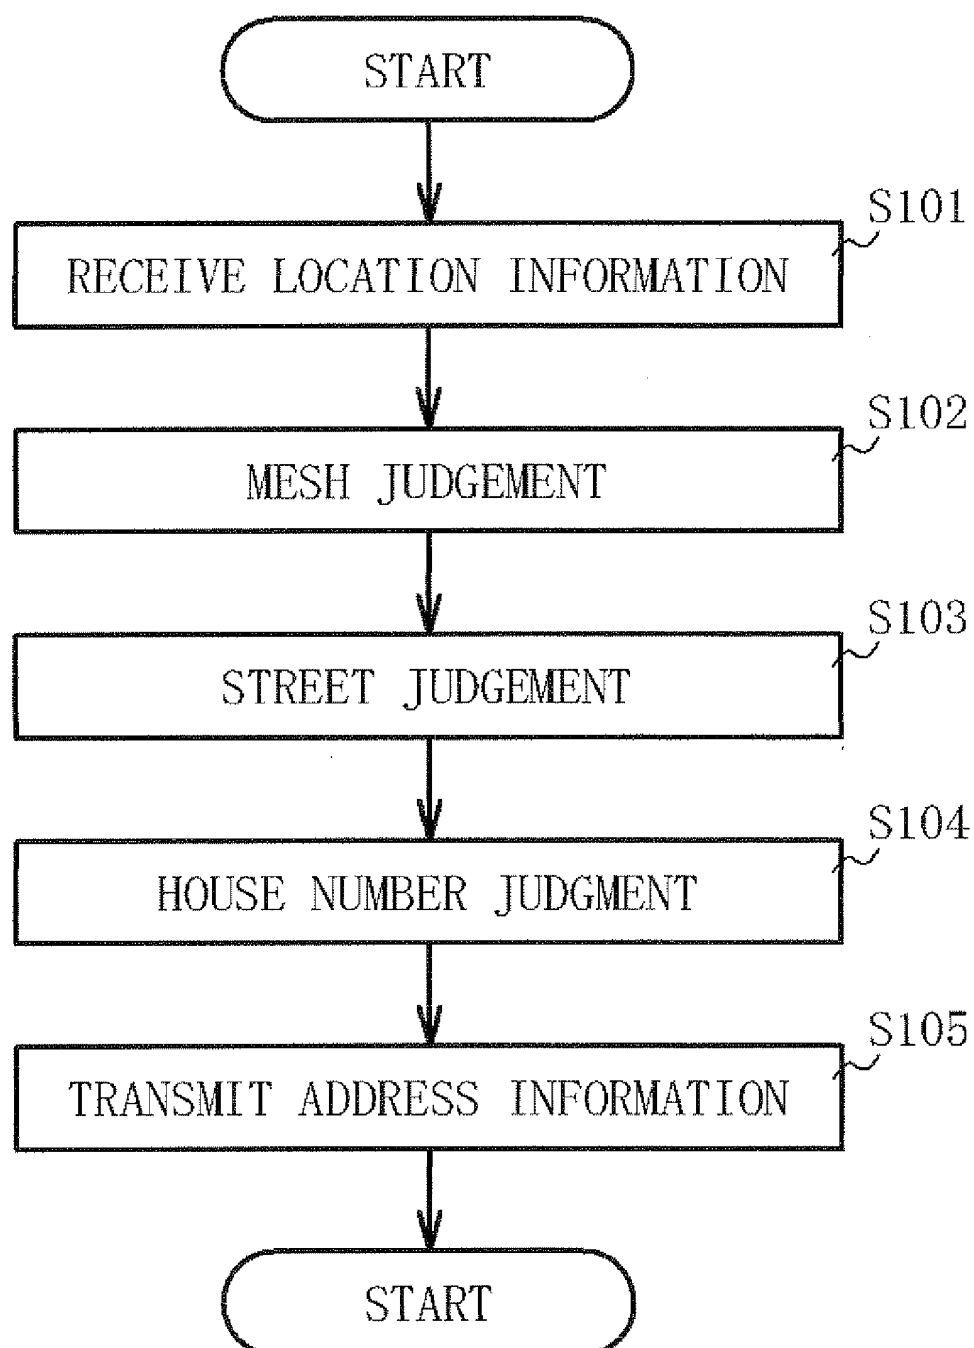 START
S101
RECEIVE LOCATION INFORMATION
S102
MESH JUDGEMENT
S103
STREET JUDGEMENT
S104
HOUSE NUMBER JUDGMENT
S105
TRANSMIT ADDRESS INFORMATION
START